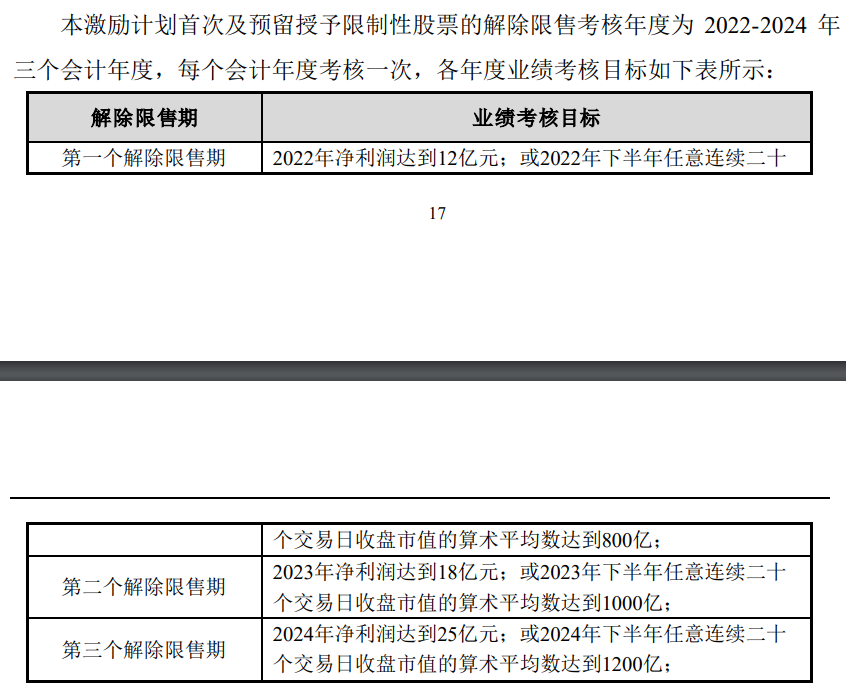 本激励计划首次及预留授予限制性股票的解除限售考核年度为 2022-2024 年
三个会计年度，每个会计年度考核一次，各年度业绩考核目标如下表所示：
解除限售期
业绩考核目标
第一个解除限售期
2022年净利润达到12亿元；或2022年下半年任意连续二十
17
个交易日收盘市值的算术平均数达到800亿；
第二个解除限售期
2023年净利润达到18亿元；或2023年下半年任意连续二十
个交易日收盘市值的算术平均数达到1000亿；
第三个解除限售期
2024年净利润达到25亿元；或2024年下半年任意连续二十
个交易日收盘市值的算术平均数达到1200亿；